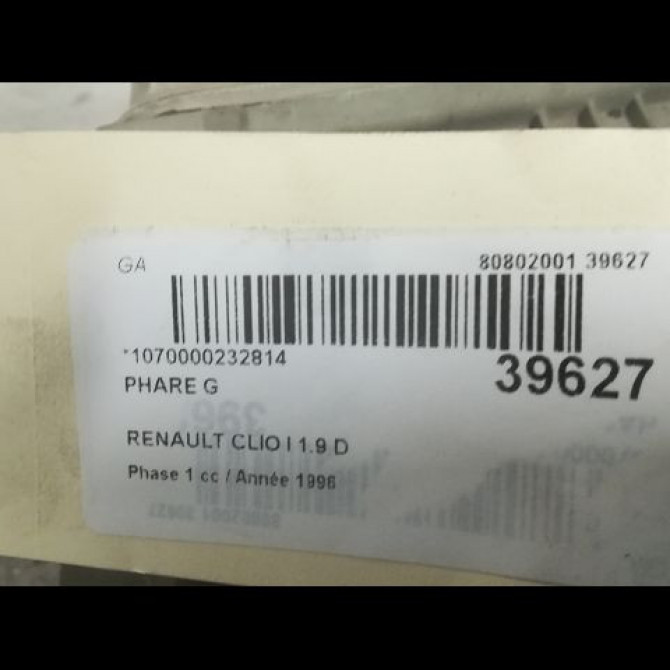 GA
80802001 39627
*1070000232814
39627
PHARE G
RENAULT CLIO I 1.9 D
Phase 1 cc / Année 1996